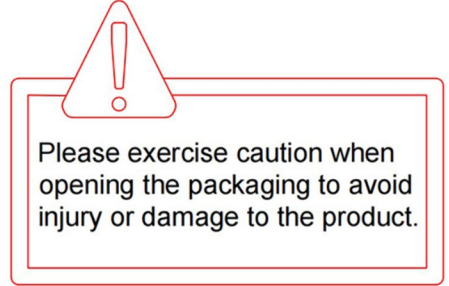 Please exercise caution when
opening the packaging to avoid
injury or damage to the product.